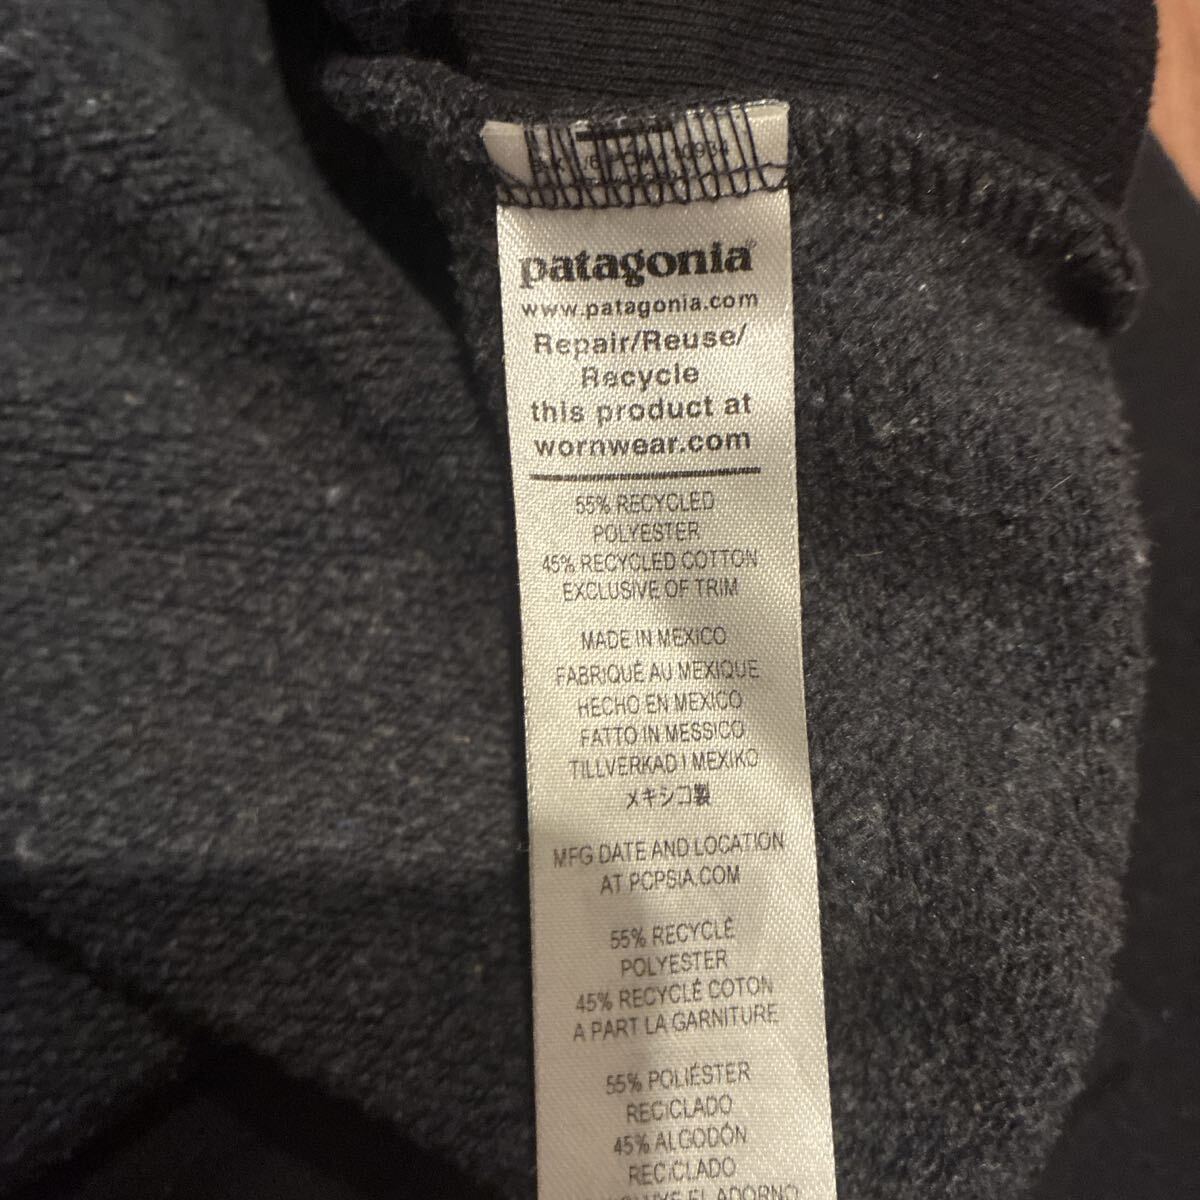 patagonia®
www.patagonia.com
Repair/Reuse/
Recycle
this product at
wornwear.com
55% RECYCLED
POLYESTER
45% RECYCLED COTTON
EXCLUSIVE OF TRIM
MADE IN MEXICO
FABRIQUÉ AU MEXIQUE
HECHO EN MEXICO
FATTO IN MESSICO
TILLVERKAD I MEXIKO
メキシコ製
MFG DATE AND LOCATION
AT PCPSIA.COM
55% RECYCLÉ
POLYESTER
45% RECYCLÉ COTON
A PART LA GARNITURE
55% POLIÉSTER
RECICLADO
45% ALGODÓN
RECICLADO
EL ADORNO